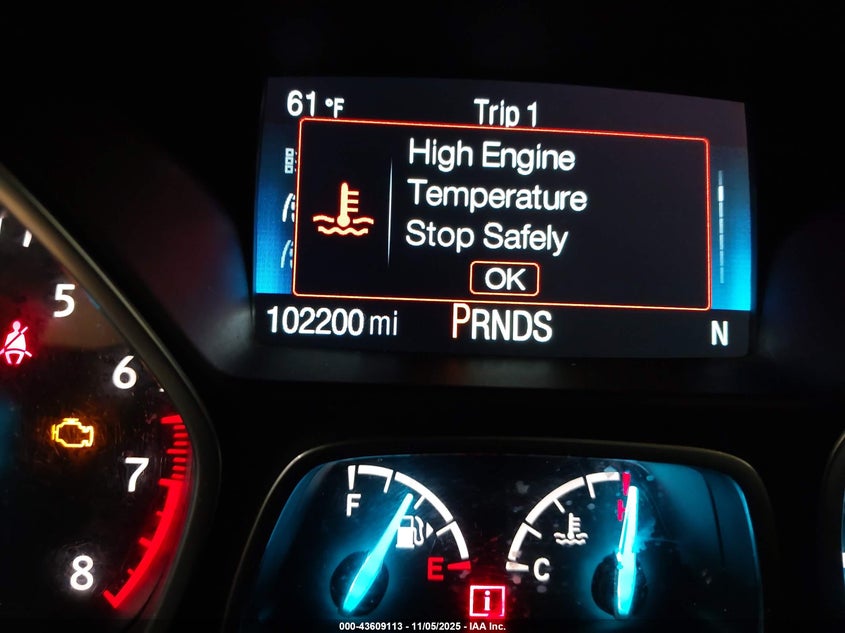 61 °F
Trip 1
High Engine
Temperature
Stop Safely
OK
102200 mi PRNDS N
5
6
7
8
F
E
C
H
i
000-43609113 - 11/05/2025 - IAA Inc.